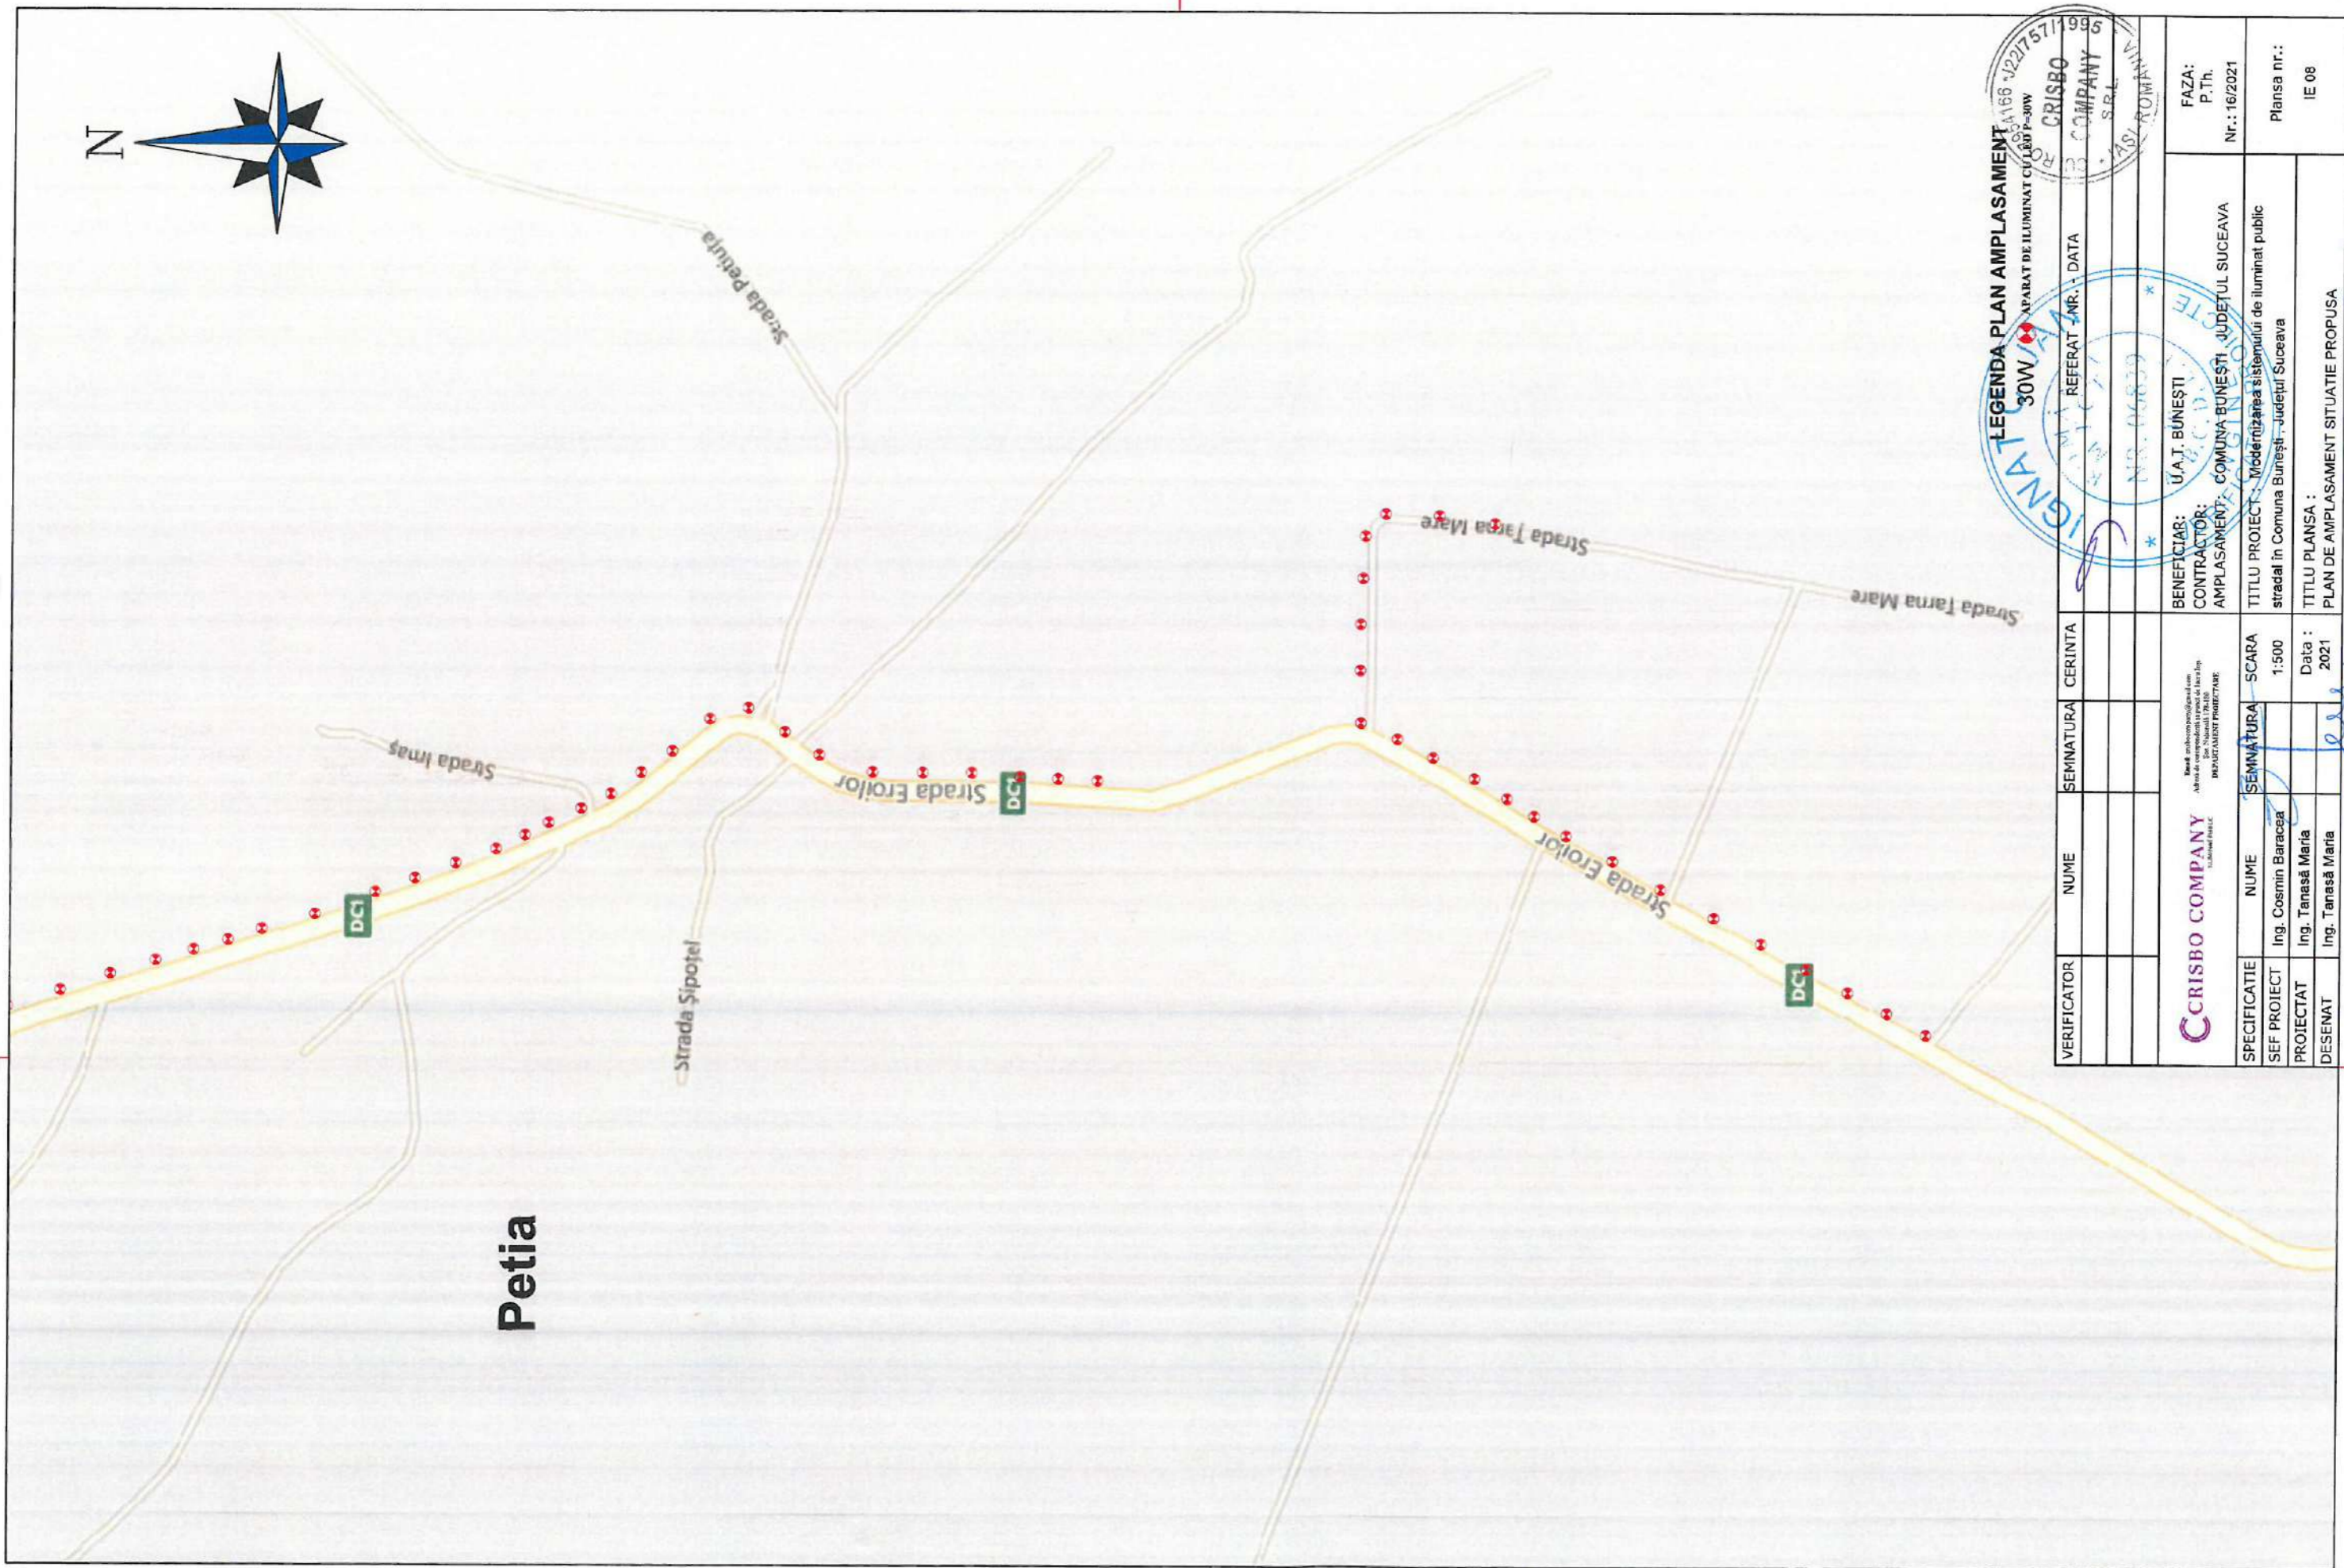 N
Petia
Strada Imaș
DC1
Strada Petiuța
Strada Șipoțel
Strada Eroilor
DC1
Strada Țarna Mare
Strada Țarna Mare
Strada Eroilor
DC1
LEGENDA PLAN AMPLASAMENT
30W APARAT DE ILUMINAT CU LED P=30W
J22/757/1995
CRISBO
COMPANY
S.R.L.
IASI-ROMANIA
VERIFICATOR NUME SEMNATURA CERINTA REFERAT - NR. - DATA
IGNAT
NR. 06839
CRISBO COMPANY
DEPARTAMENT PROIECTARE
BENEFICIAR: U.A.T. BUNEȘTI
CONTRACTOR:
AMPLASAMENT: COMUNA BUNEȘTI, JUDEȚUL SUCEAVA
FAZA:
P.Th.
Nr.: 16/2021
SPECIFICATIE NUME SEMNATURA SCARA
1:500
SEF PROIECT Ing. Cosmin Baracea
PROIECTAT Ing. Tanasă Maria
DESENAT Ing. Tanasă Maria
Data :
2021
TITLU PROIECT : Modernizarea sistemului de iluminat public
stradal în Comuna Bunești, Județul Suceava
TITLU PLANSA :
PLAN DE AMPLASAMENT SITUATIE PROPUSA
Plansa nr.:
IE 08